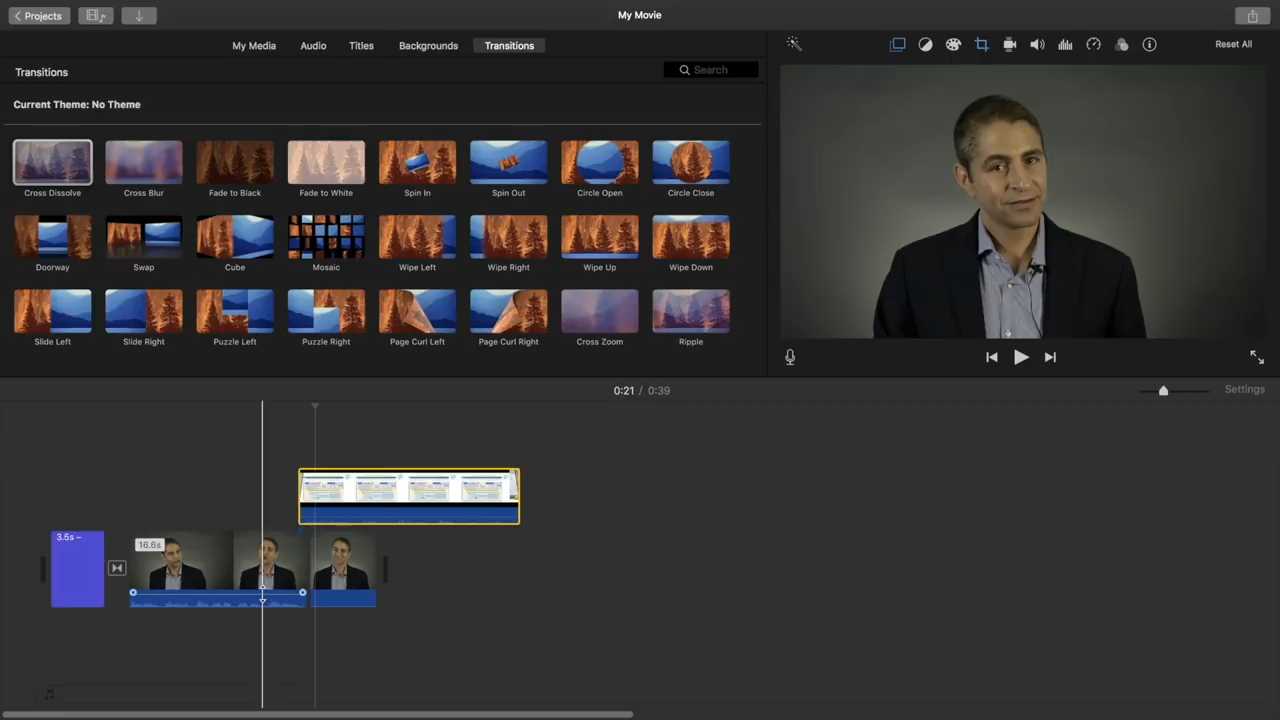 Projects
My Movie
My Media
Audio
Titles
Backgrounds
Transitions
Reset All
Transitions
Search
Current Theme: No Theme
Cross Dissolve
Cross Blur
Fade to Black
Fade to White
Spin In
Spin Out
Circle Open
Circle Close
Doorway
Swap
Cube
Mosaic
Wipe Left
Wipe Right
Wipe Up
Wipe Down
Slide Left
Slide Right
Puzzle Left
Puzzle Right
Page Curl Left
Page Curl Right
Cross Zoom
Ripple
0:21 / 0:39
Settings
3.5s –
16.6s